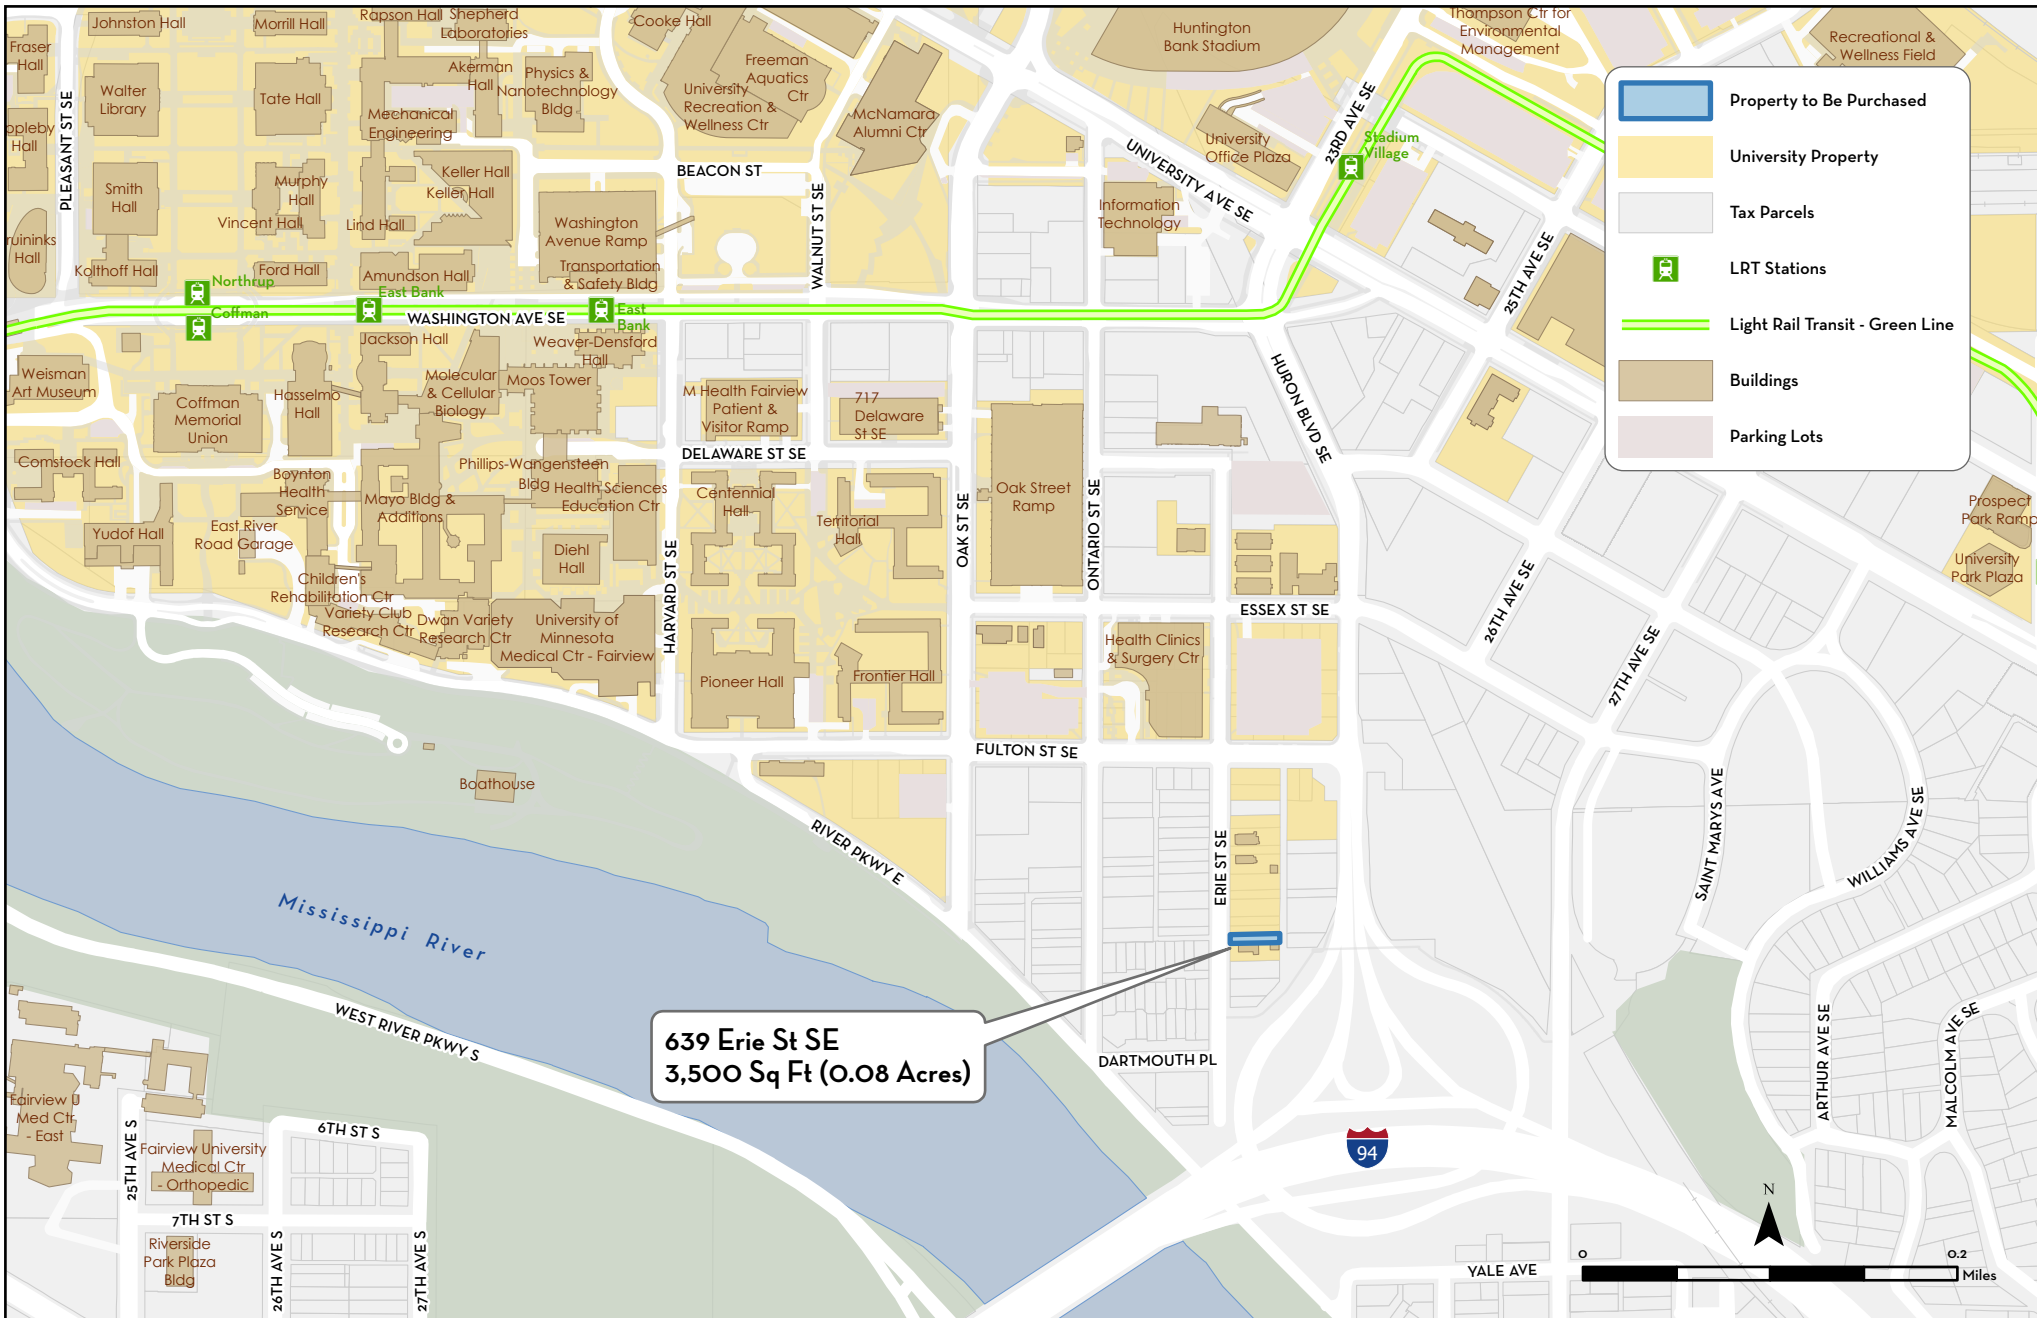 Johnston Hall
Morrill Hall
Rapson Hall
Shepherd
Laboratories
Cooke Hall
Huntington
Bank Stadium
Thompson Ctr for
Environmental
Management
Recreational &
Wellness Field
Fraser
Hall
Walter
Library
Tate Hall
Akerman
Hall
Mechanical
Engineering
Physics &
Nanotechnology
Bldg
Freeman
Aquatics
Ctr
University
Recreation &
Wellness Ctr
McNamara
Alumni Ctr
University
Office Plaza
23RD AVE SE
Stadium
Village
PLEASANT ST SE
ppleby
Hall
Smith
Hall
Murphy
Hall
Vincent Hall
Lind Hall
Keller Hall
Keller Hall
BEACON ST
WALNUT ST SE
UNIVERSITY AVE SE
Information
Technology
Washington
Avenue Ramp
Transportation
& Safety Bldg
ruininks
Hall
Kolthoff Hall
Ford Hall
Amundson Hall
25TH AVE SE
Northrup
Coffman
East Bank
East
Bank
WASHINGTON AVE SE
Property to Be Purchased
University Property
Tax Parcels
LRT Stations
Light Rail Transit - Green Line
Buildings
Parking Lots
Weisman
Art Museum
Coffman
Memorial
Union
Hasselmo
Hall
Jackson Hall
Molecular
& Cellular
Biology
Moos Tower
Weaver-Densford
Hall
M Health Fairview
Patient &
Visitor Ramp
717
Delaware
St SE
HURON BLVD SE
DELAWARE ST SE
Comstock Hall
Boynton
Health
Service
Mayo Bldg &
Additions
Phillips-Wangensteen
Bldg
Health Sciences
Education Ctr
Centennial
Hall
Territorial
Hall
OAK ST SE
Oak Street
Ramp
ONTARIO ST SE
Prospect
Park Ramp
University
Park Plaza
Yudof Hall
East River
Road Garage
Diehl
Hall
HARVARD ST SE
Children's
Rehabilitation Ctr
Variety Club
Research Ctr
Dwan Variety
Research Ctr
University of
Minnesota
Medical Ctr - Fairview
Pioneer Hall
Frontier Hall
Health Clinics
& Surgery Ctr
ESSEX ST SE
26TH AVE SE
27TH AVE SE
FULTON ST SE
Boathouse
RIVER PKWY E
ERIE ST SE
SAINT MARYS AVE
WILLIAMS AVE SE
Mississippi River
WEST RIVER PKWY S
639 Erie St SE
3,500 Sq Ft (0.08 Acres)
DARTMOUTH PL
ARTHUR AVE SE
MALCOLM AVE SE
94
Fairview U
Med Ctr
- East
25TH AVE S
Fairview University
Medical Ctr
- Orthopedic
6TH ST S
7TH ST S
Riverside
Park Plaza
Bldg
26TH AVE S
27TH AVE S
YALE AVE
N
0
0.2
Miles